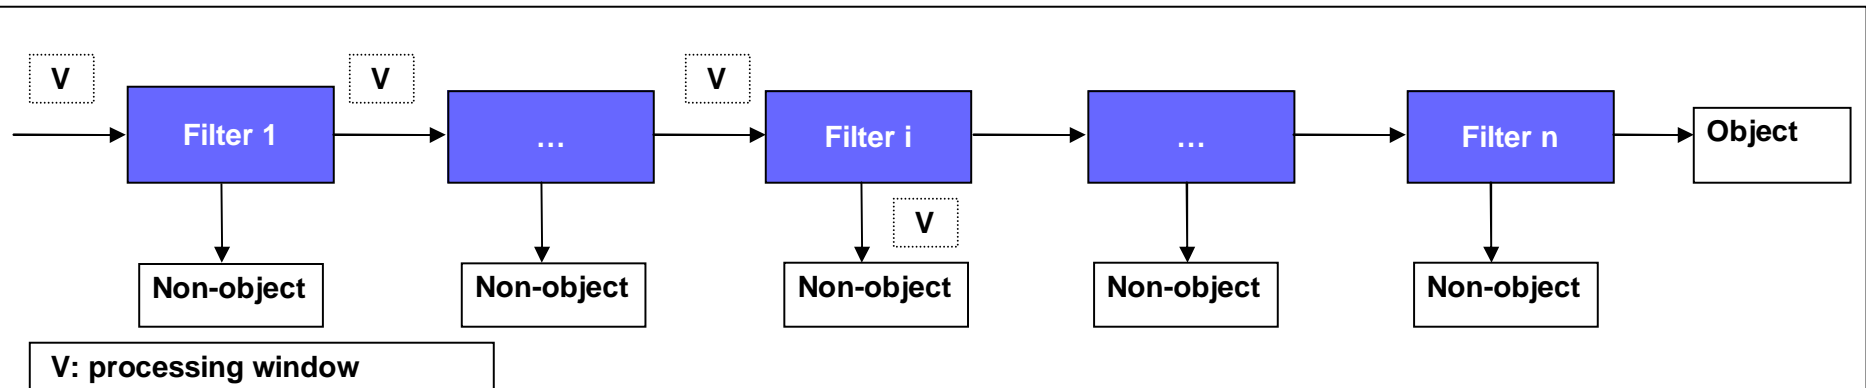 V
V
V
Filter 1
...
Filter i
...
Filter n
Object
V
Non-object
Non-object
Non-object
Non-object
Non-object
V: processing window